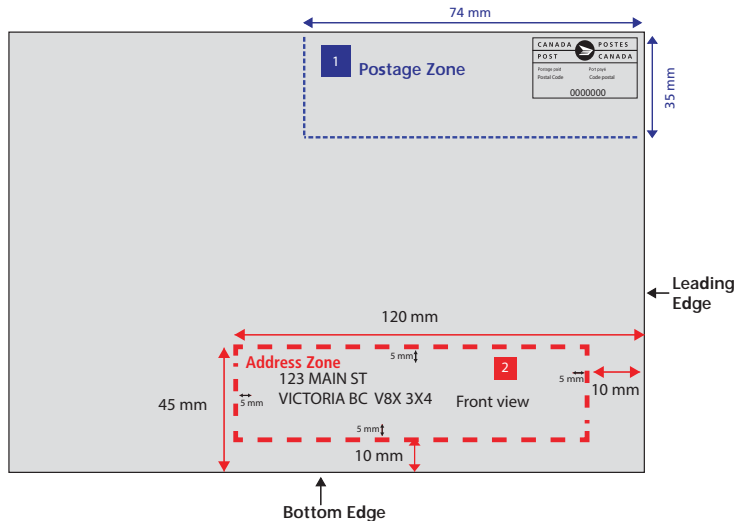 74 mm
1
Postage Zone
CANADA POSTES
POST CANADA
Postage paid Port payé
Postal Code Code postal
0000000
35 mm
Leading
Edge
120 mm
Address Zone
5 mm
2
123 MAIN ST
5 mm
10 mm
45 mm
5 mm
VICTORIA BC V8X 3X4
Front view
5 mm
10 mm
Bottom Edge